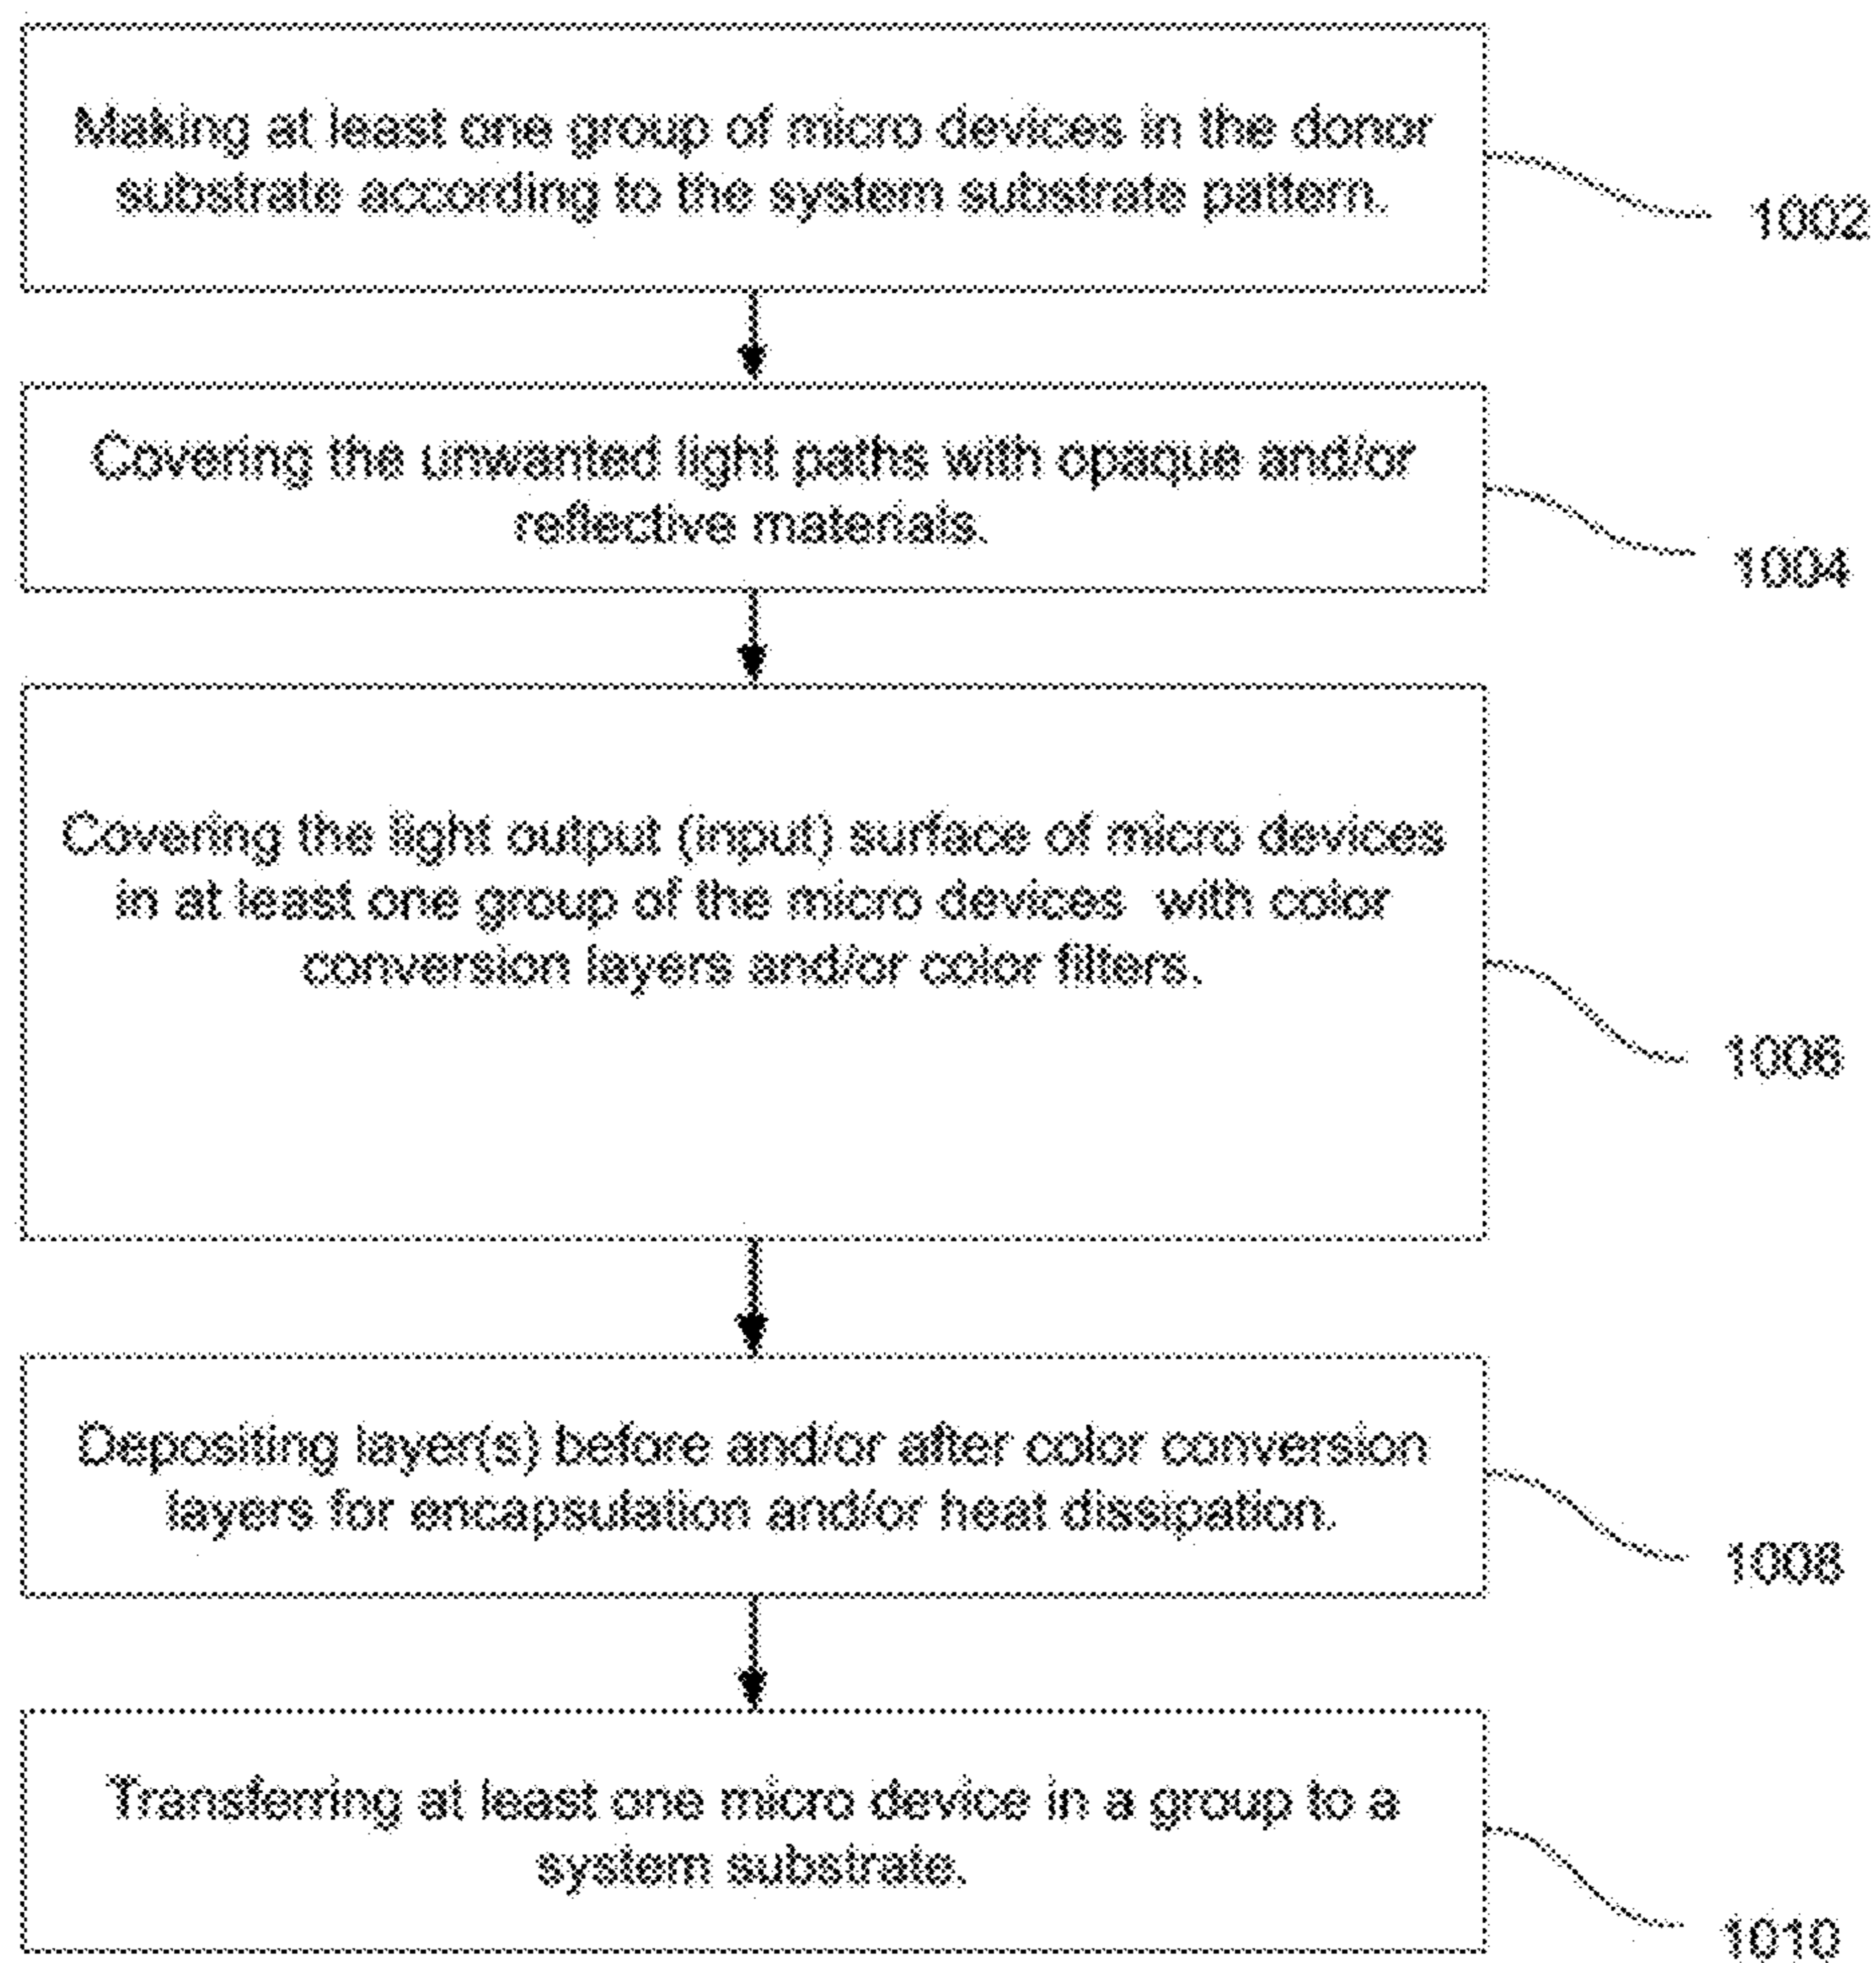 Making at least one group of micro devices in the donor
substrate according to the system substrate pattern.
1002
Covering the unwanted light paths with opaque and/or
reflective materials.
1004
Covering the light output (input) surface of micro devices
in at least one group of the micro devices with color
conversion layers and/or color filters.
1006
Depositing layer(s) before and/or after color conversion
layers for encapsulation and/or heat dissipation.
1008
Transferring at least one micro device in a group to a
system substrate.
1010